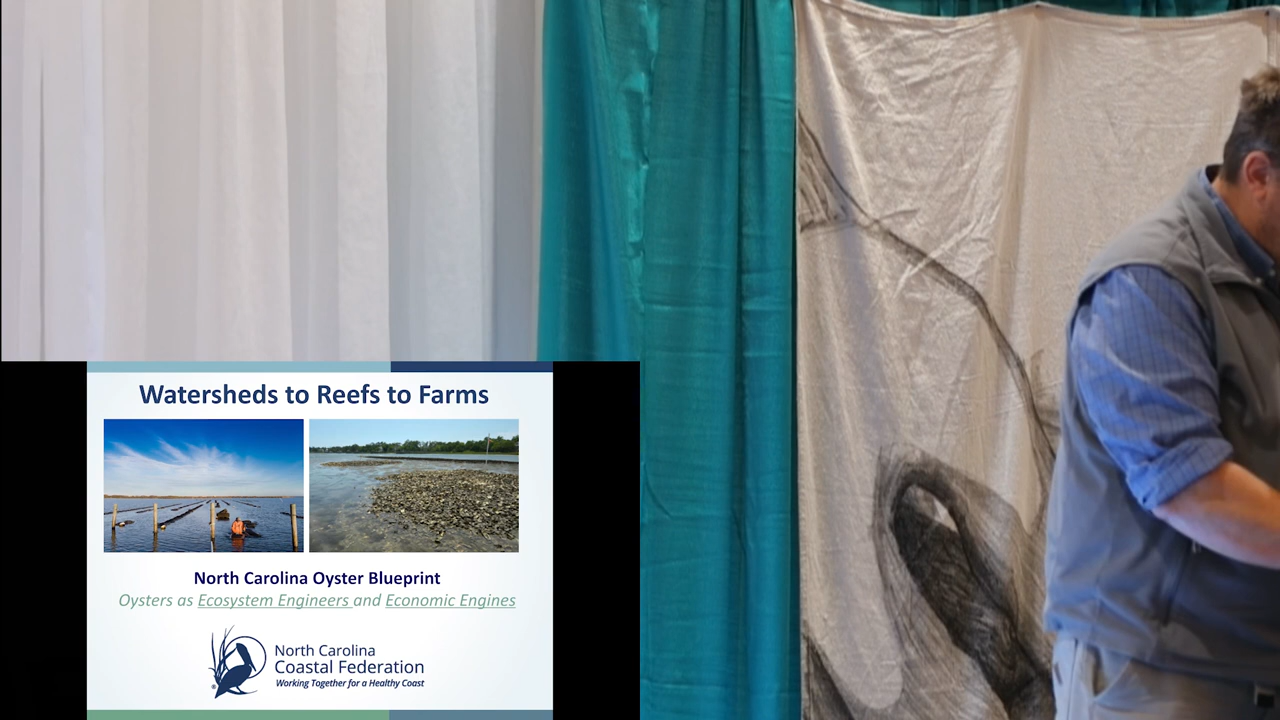 Watersheds to Reefs to Farms
North Carolina Oyster Blueprint
Oysters as Ecosystem Engineers and Economic Engines
North Carolina
Coastal Federation
Working Together for a Healthy Coast
®